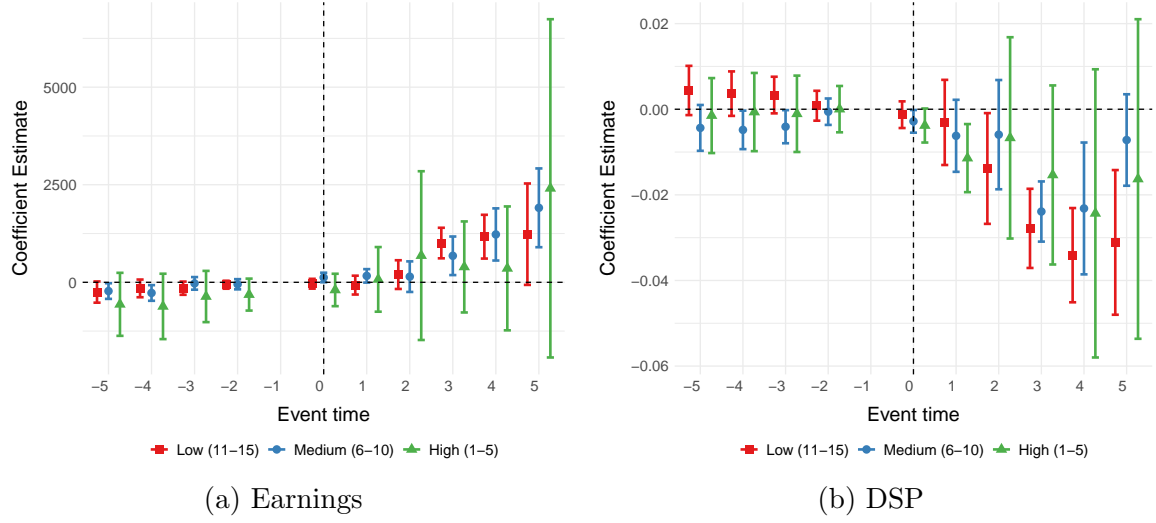 Coefficient Estimate
5000
2500
0
−5 −4 −3 −2 0 1 2 3 4 5
Event time
Low (11−15) Medium (6−10) High (1−5)
(a) Earnings
Coefficient Estimate
0.02
0.00
−0.02
−0.04
−0.06
−5 −4 −3 −2 0 1 2 3 4 5
Event time
Low (11−15) Medium (6−10) High (1−5)
(b) DSP